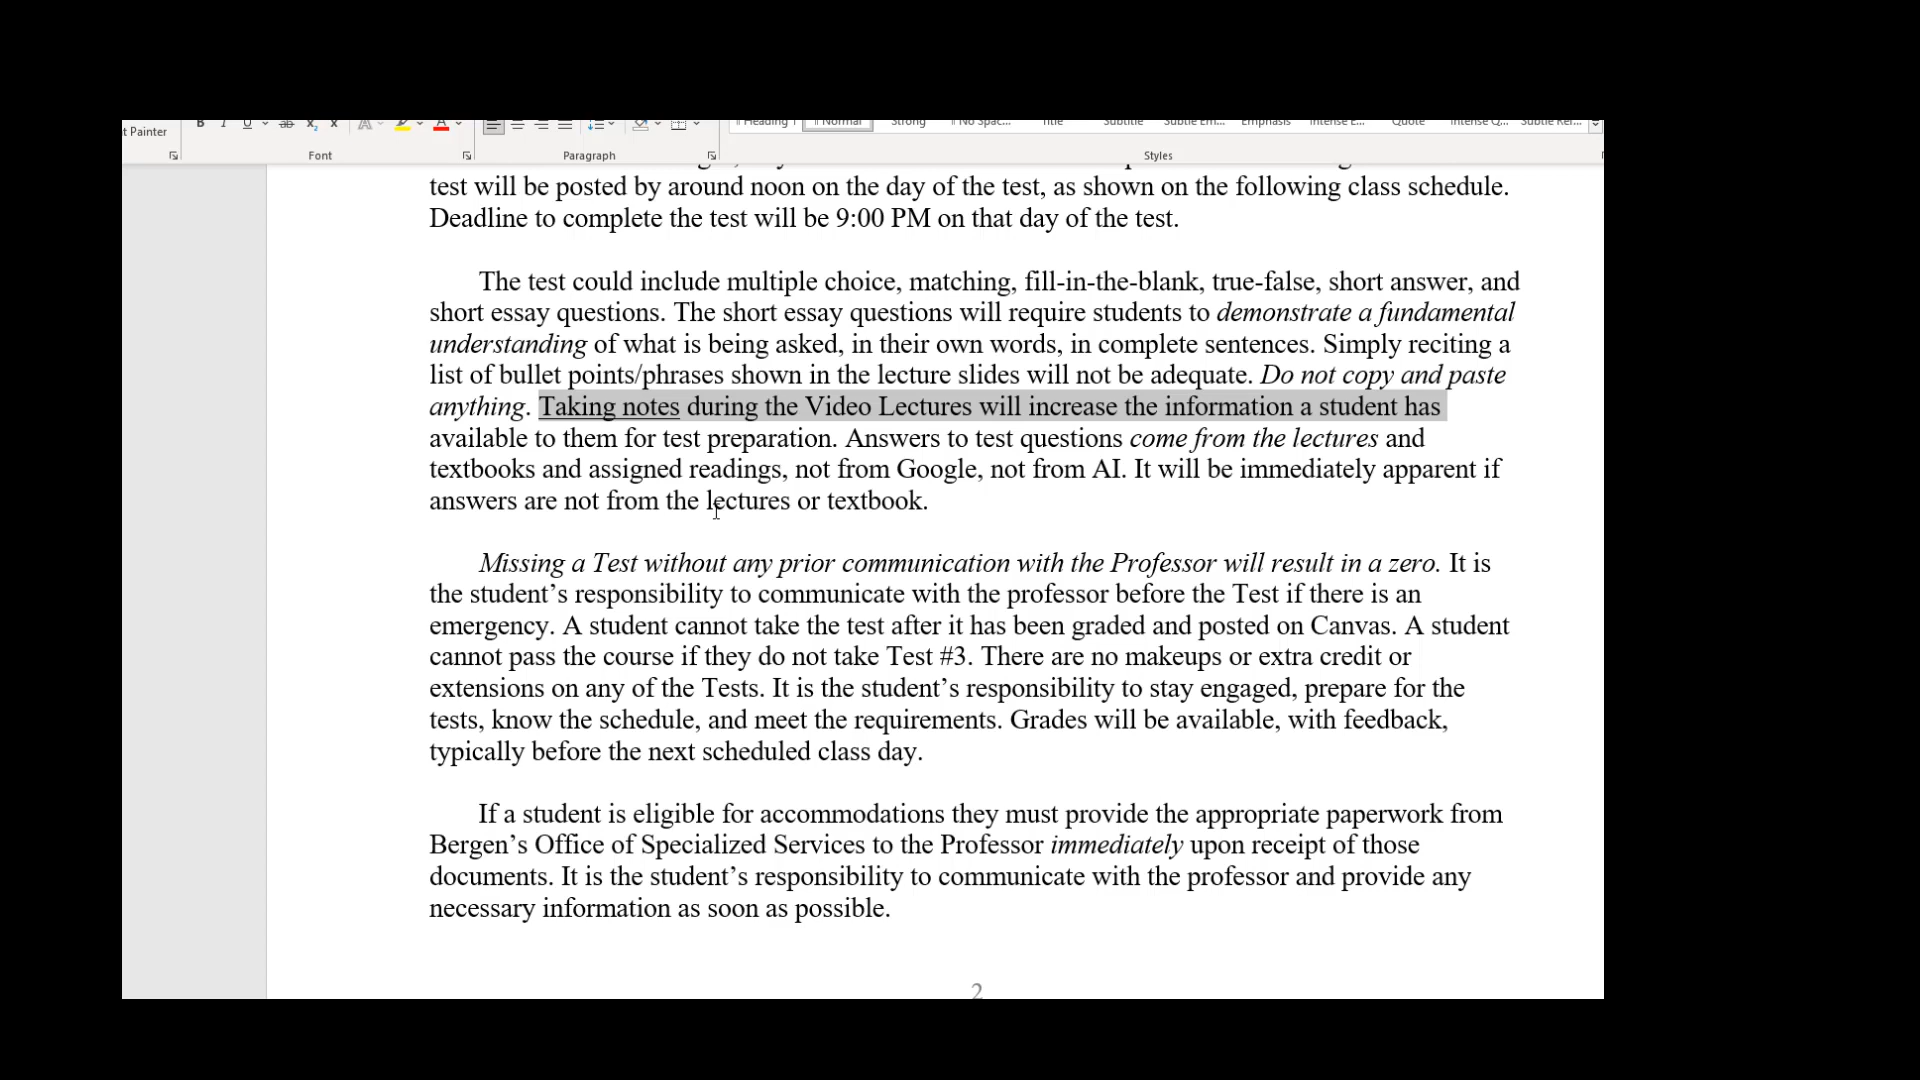 t Painter
Heading 1 Normal Strong No Spac... Title Subtitle Subtle Em... Emphasis Intense E... Quote Intense Q... Subtle Ref...
Font Paragraph Styles
test will be posted by around noon on the day of the test, as shown on the following class schedule.
Deadline to complete the test will be 9:00 PM on that day of the test.
The test could include multiple choice, matching, fill-in-the-blank, true-false, short answer, and
short essay questions. The short essay questions will require students to demonstrate a fundamental
understanding of what is being asked, in their own words, in complete sentences. Simply reciting a
list of bullet points/phrases shown in the lecture slides will not be adequate. Do not copy and paste
anything. Taking notes during the Video Lectures will increase the information a student has
available to them for test preparation. Answers to test questions come from the lectures and
textbooks and assigned readings, not from Google, not from AI. It will be immediately apparent if
answers are not from the lectures or textbook.
Missing a Test without any prior communication with the Professor will result in a zero. It is
the student’s responsibility to communicate with the professor before the Test if there is an
emergency. A student cannot take the test after it has been graded and posted on Canvas. A student
cannot pass the course if they do not take Test #3. There are no makeups or extra credit or
extensions on any of the Tests. It is the student’s responsibility to stay engaged, prepare for the
tests, know the schedule, and meet the requirements. Grades will be available, with feedback,
typically before the next scheduled class day.
If a student is eligible for accommodations they must provide the appropriate paperwork from
Bergen’s Office of Specialized Services to the Professor immediately upon receipt of those
documents. It is the student’s responsibility to communicate with the professor and provide any
necessary information as soon as possible.
2